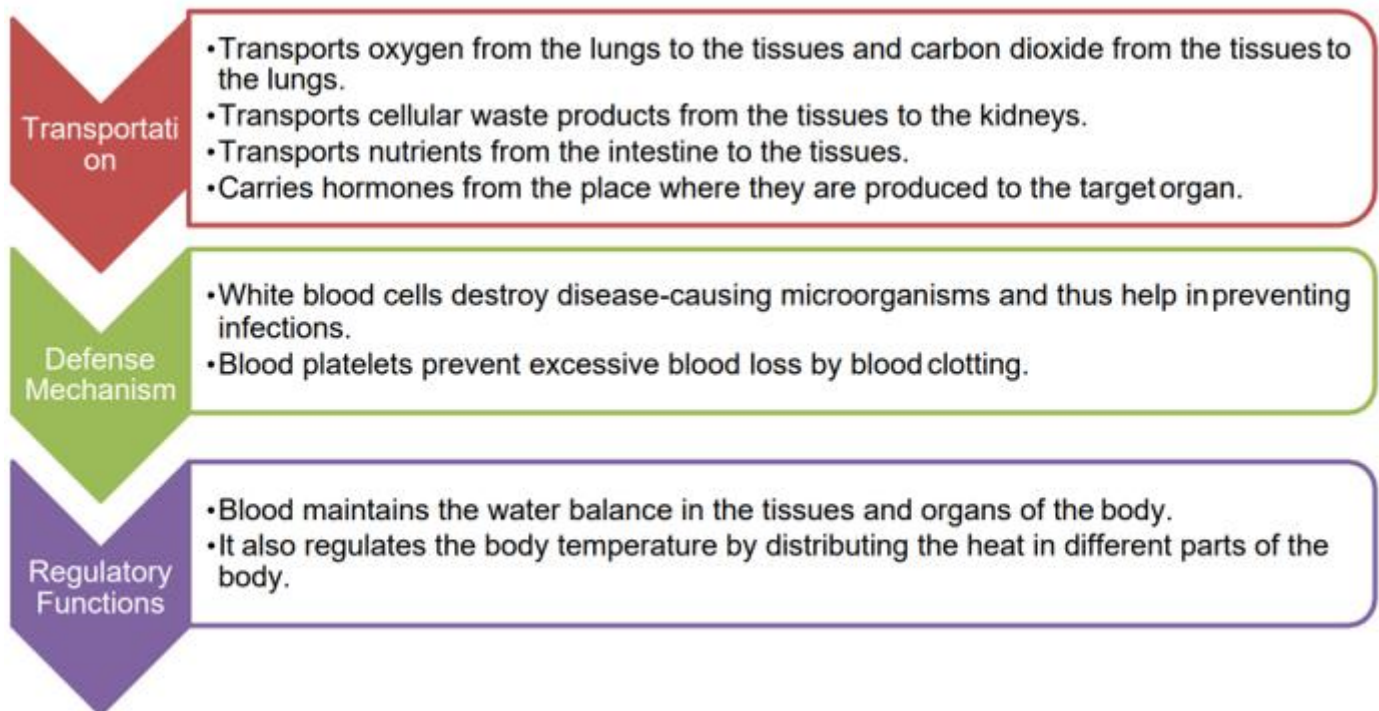 Transportati
on
•Transports oxygen from the lungs to the tissues and carbon dioxide from the tissues to
the lungs.
•Transports cellular waste products from the tissues to the kidneys.
•Transports nutrients from the intestine to the tissues.
•Carries hormones from the place where they are produced to the target organ.
Defense
Mechanism
•White blood cells destroy disease-causing microorganisms and thus help in preventing
infections.
•Blood platelets prevent excessive blood loss by blood clotting.
Regulatory
Functions
•Blood maintains the water balance in the tissues and organs of the body.
•It also regulates the body temperature by distributing the heat in different parts of the
body.